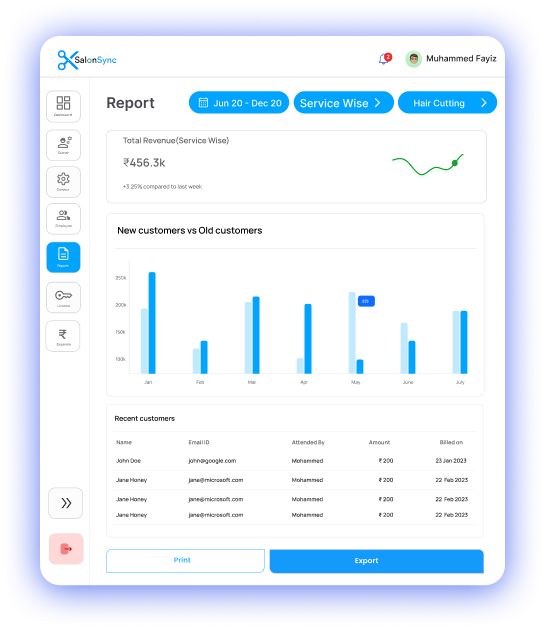 SalonSync
2
Muhammed Fayiz
Report
Jun 20 - Dec 20
Service Wise
Hair Cutting
Dashboard
Employee
Report
License
Expense
Total Revenue(Service Wise)
₹456.3k
+3.25% compared to last week
New customers vs Old customers
250k
200k
150k
100k
Jan Feb Mar Apr May June July
Recent customers
Name Email ID Attended By Amount Billed on
John Doe john@google.com Mohammed ₹ 200 23 Jan 2023
Jane Honey jane@microsoft.com Mohammed ₹ 200 22 Feb 2023
Jane Honey jane@microsoft.com Mohammed ₹ 200 22 Feb 2023
Jane Honey jane@microsoft.com Mohammed ₹ 200 22 Feb 2023
Print
Export